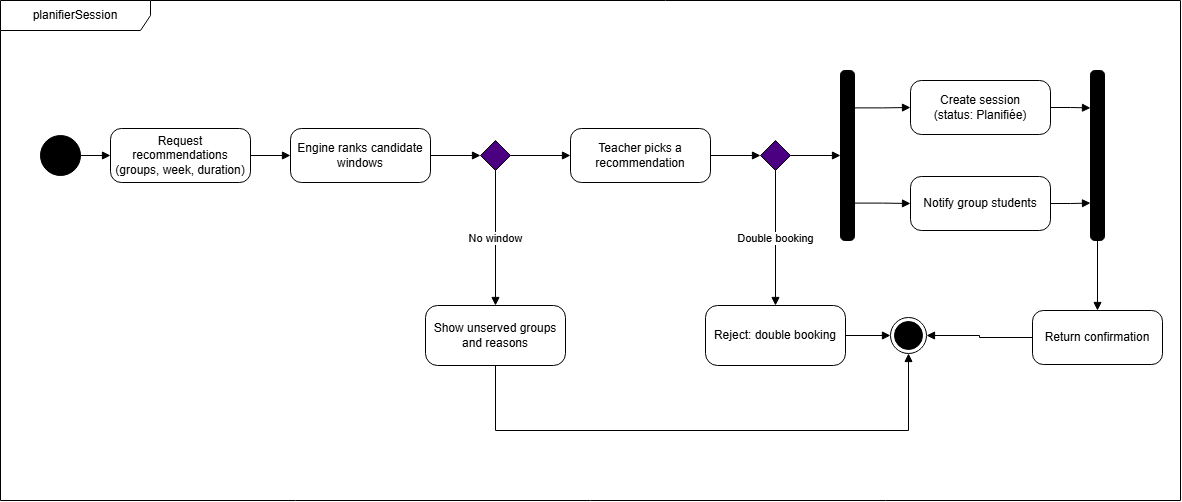 planifierSession
Request
recommendations
(groups, week, duration)
Engine ranks candidate
windows
Teacher picks a
recommendation
Create session
(status: Planifiée)
Notify group students
No window
Double booking
Show unserved groups
and reasons
Reject: double booking
Return confirmation